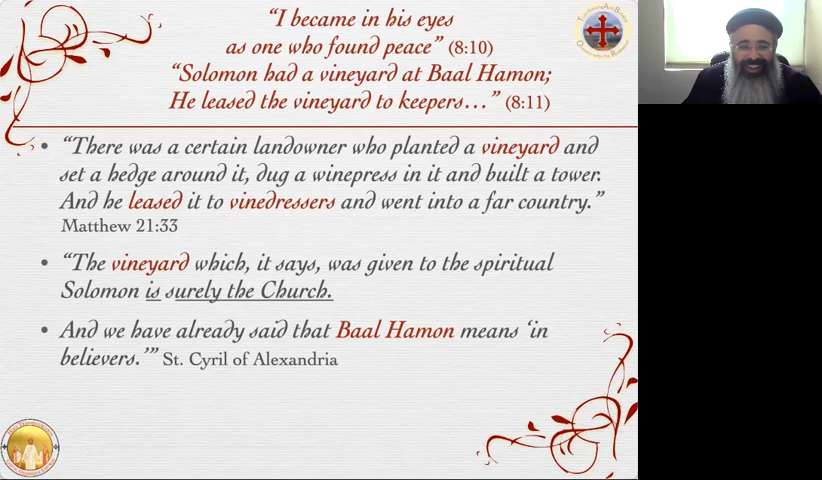 “I became in his eyes
as one who found peace” (8:10)
“Solomon had a vineyard at Baal Hamon;
He leased the vineyard to keepers…” (8:11)
• “There was a certain landowner who planted a vineyard and
set a hedge around it, dug a winepress in it and built a tower.
And he leased it to vinedressers and went into a far country.”
Matthew 21:33
• “The vineyard which, it says, was given to the spiritual
Solomon is surely the Church.
• And we have already said that Baal Hamon means ‘in
believers.’” St. Cyril of Alexandria